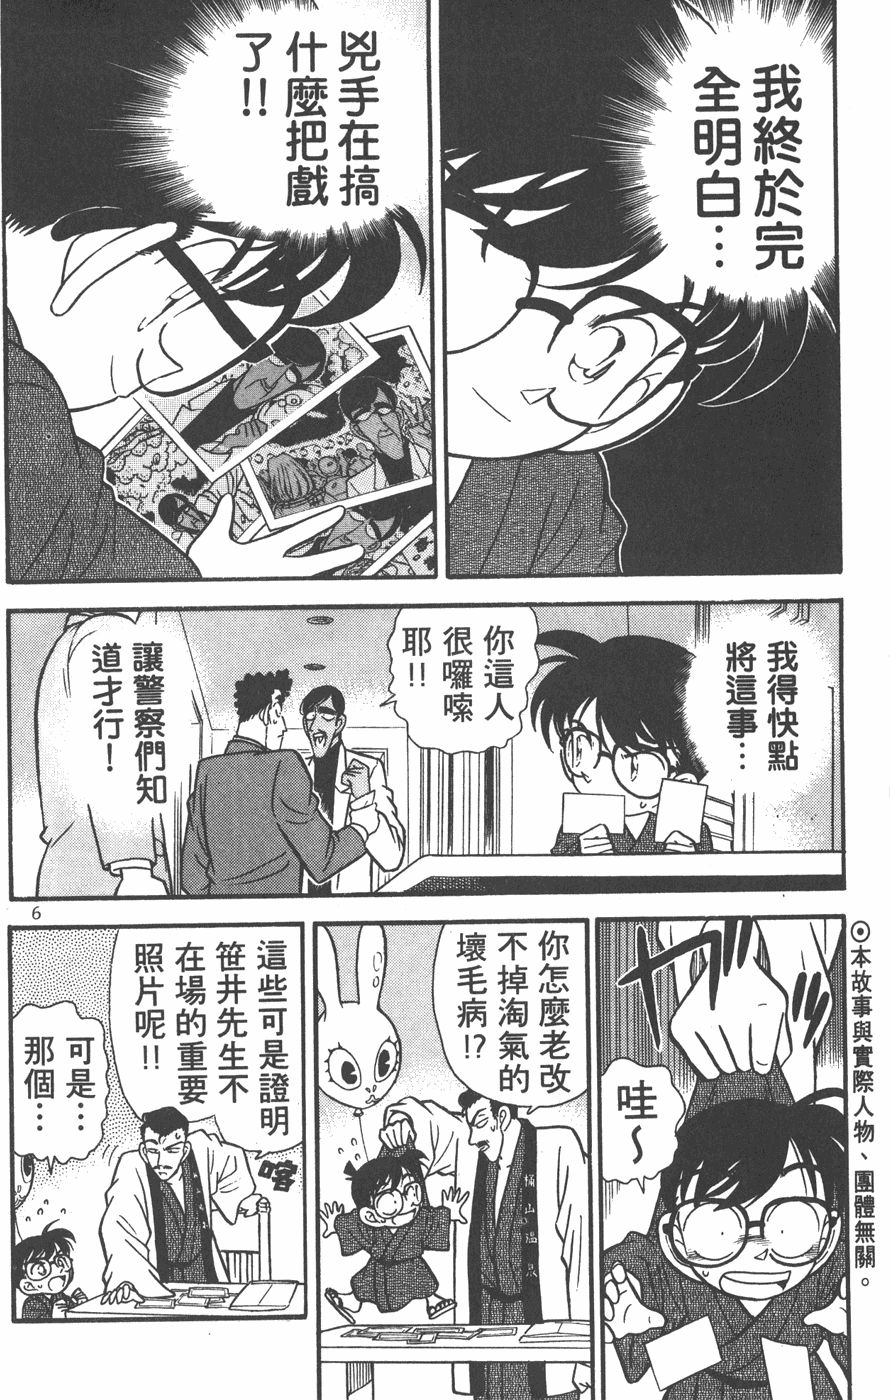 我終於完
全明白…
兇手在搞
什麼把戲
了!!
我得快點
將這事…
你這人
很囉嗦
耶!!
讓警察們知
道才行！
6
哇～
你怎麼老改
不掉淘氣的
壞毛病!?
這些可是證明
笹井先生不
在場的重要
照片呢!!
喀
可是…
那個…
⊙本故事與實際人物、團體無關。